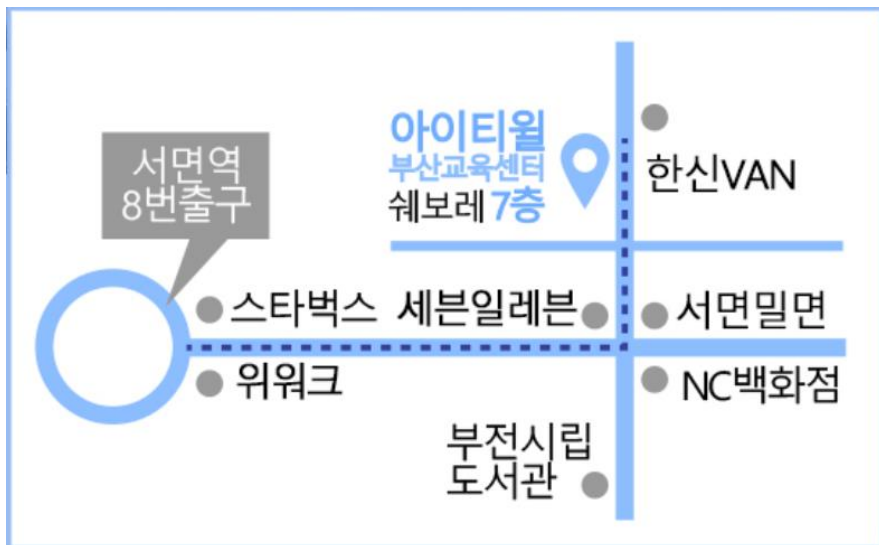 아이티윌
부산교육센터
쉐보레 7층
한신VAN
서면역
8번출구
스타벅스
세븐일레븐
서면밀면
위워크
NC백화점
부전시립
도서관